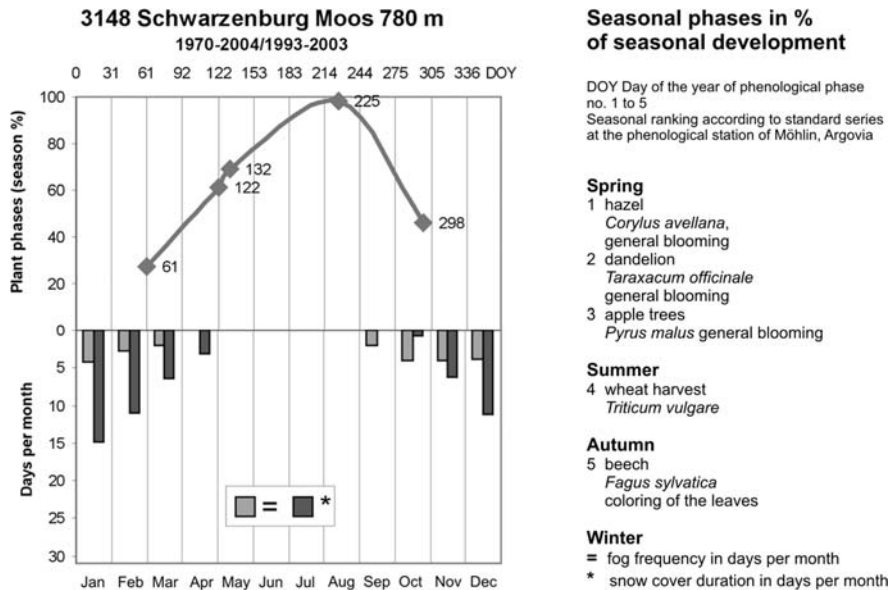 3148 Schwarzenburg Moos 780 m
1970-2004/1993-2003
0 31 61 92 122 153 183 214 244 275 305 336 DOY
Plant phases (season %)
100
80
60
40
20
0
61
122
132
225
298
Days per month
5
10
15
20
25
30
= *
Jan Feb Mar Apr May Jun Jul Aug Sep Oct Nov Dec
Seasonal phases in %
of seasonal development
DOY Day of the year of phenological phase
no. 1 to 5
Seasonal ranking according to standard series
at the phenological station of Möhlin, Argovia
Spring
1 hazel
Corylus avellana,
general blooming
2 dandelion
Taraxacum officinale
general blooming
3 apple trees
Pyrus malus general blooming
Summer
4 wheat harvest
Triticum vulgare
Autumn
5 beech
Fagus sylvatica
coloring of the leaves
Winter
= fog frequency in days per month
* snow cover duration in days per month